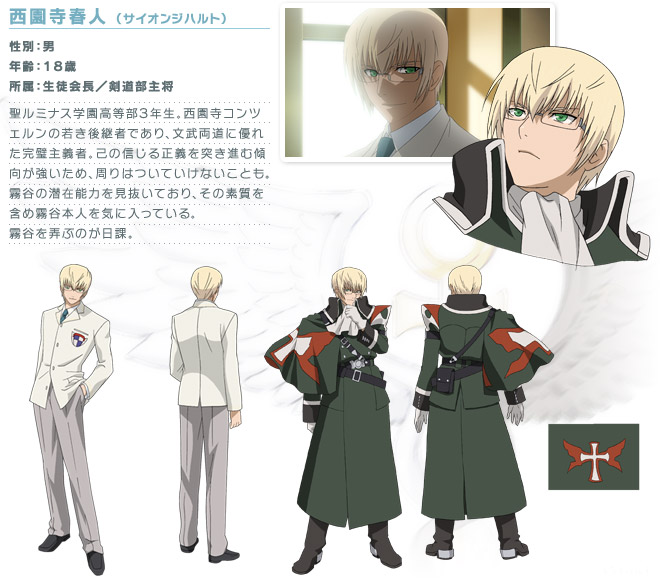 西園寺春人 (サイオンジハルト)
性別:男
年齢:18歳
所属:生徒会長/剣道部主将
聖ルミナス学園高等部3年生。西園寺コンツ
ェルンの若き後継者であり、文武両道に優れ
た完璧主義者。己の信じる正義を突き進む傾
向が強いため、周りはついていけないことも。
霧谷の潜在能力を見抜いており、その素質を
含め霧谷本人を気に入っている。
霧谷を弄ぶのが日課。